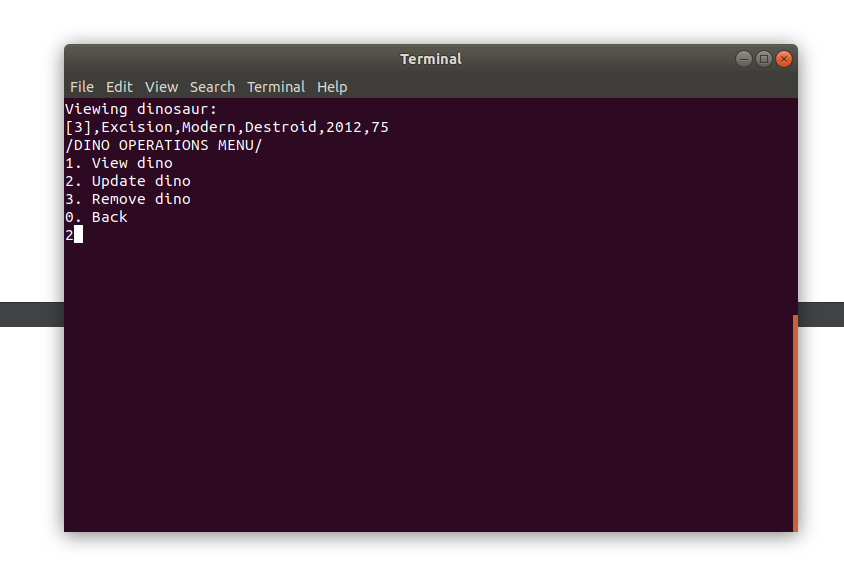 Terminal
File Edit View Search Terminal Help
Viewing dinosaur:
[3],Excision,Modern,Destroid,2012,75
/DINO OPERATIONS MENU/
1. View dino
2. Update dino
3. Remove dino
0. Back
2